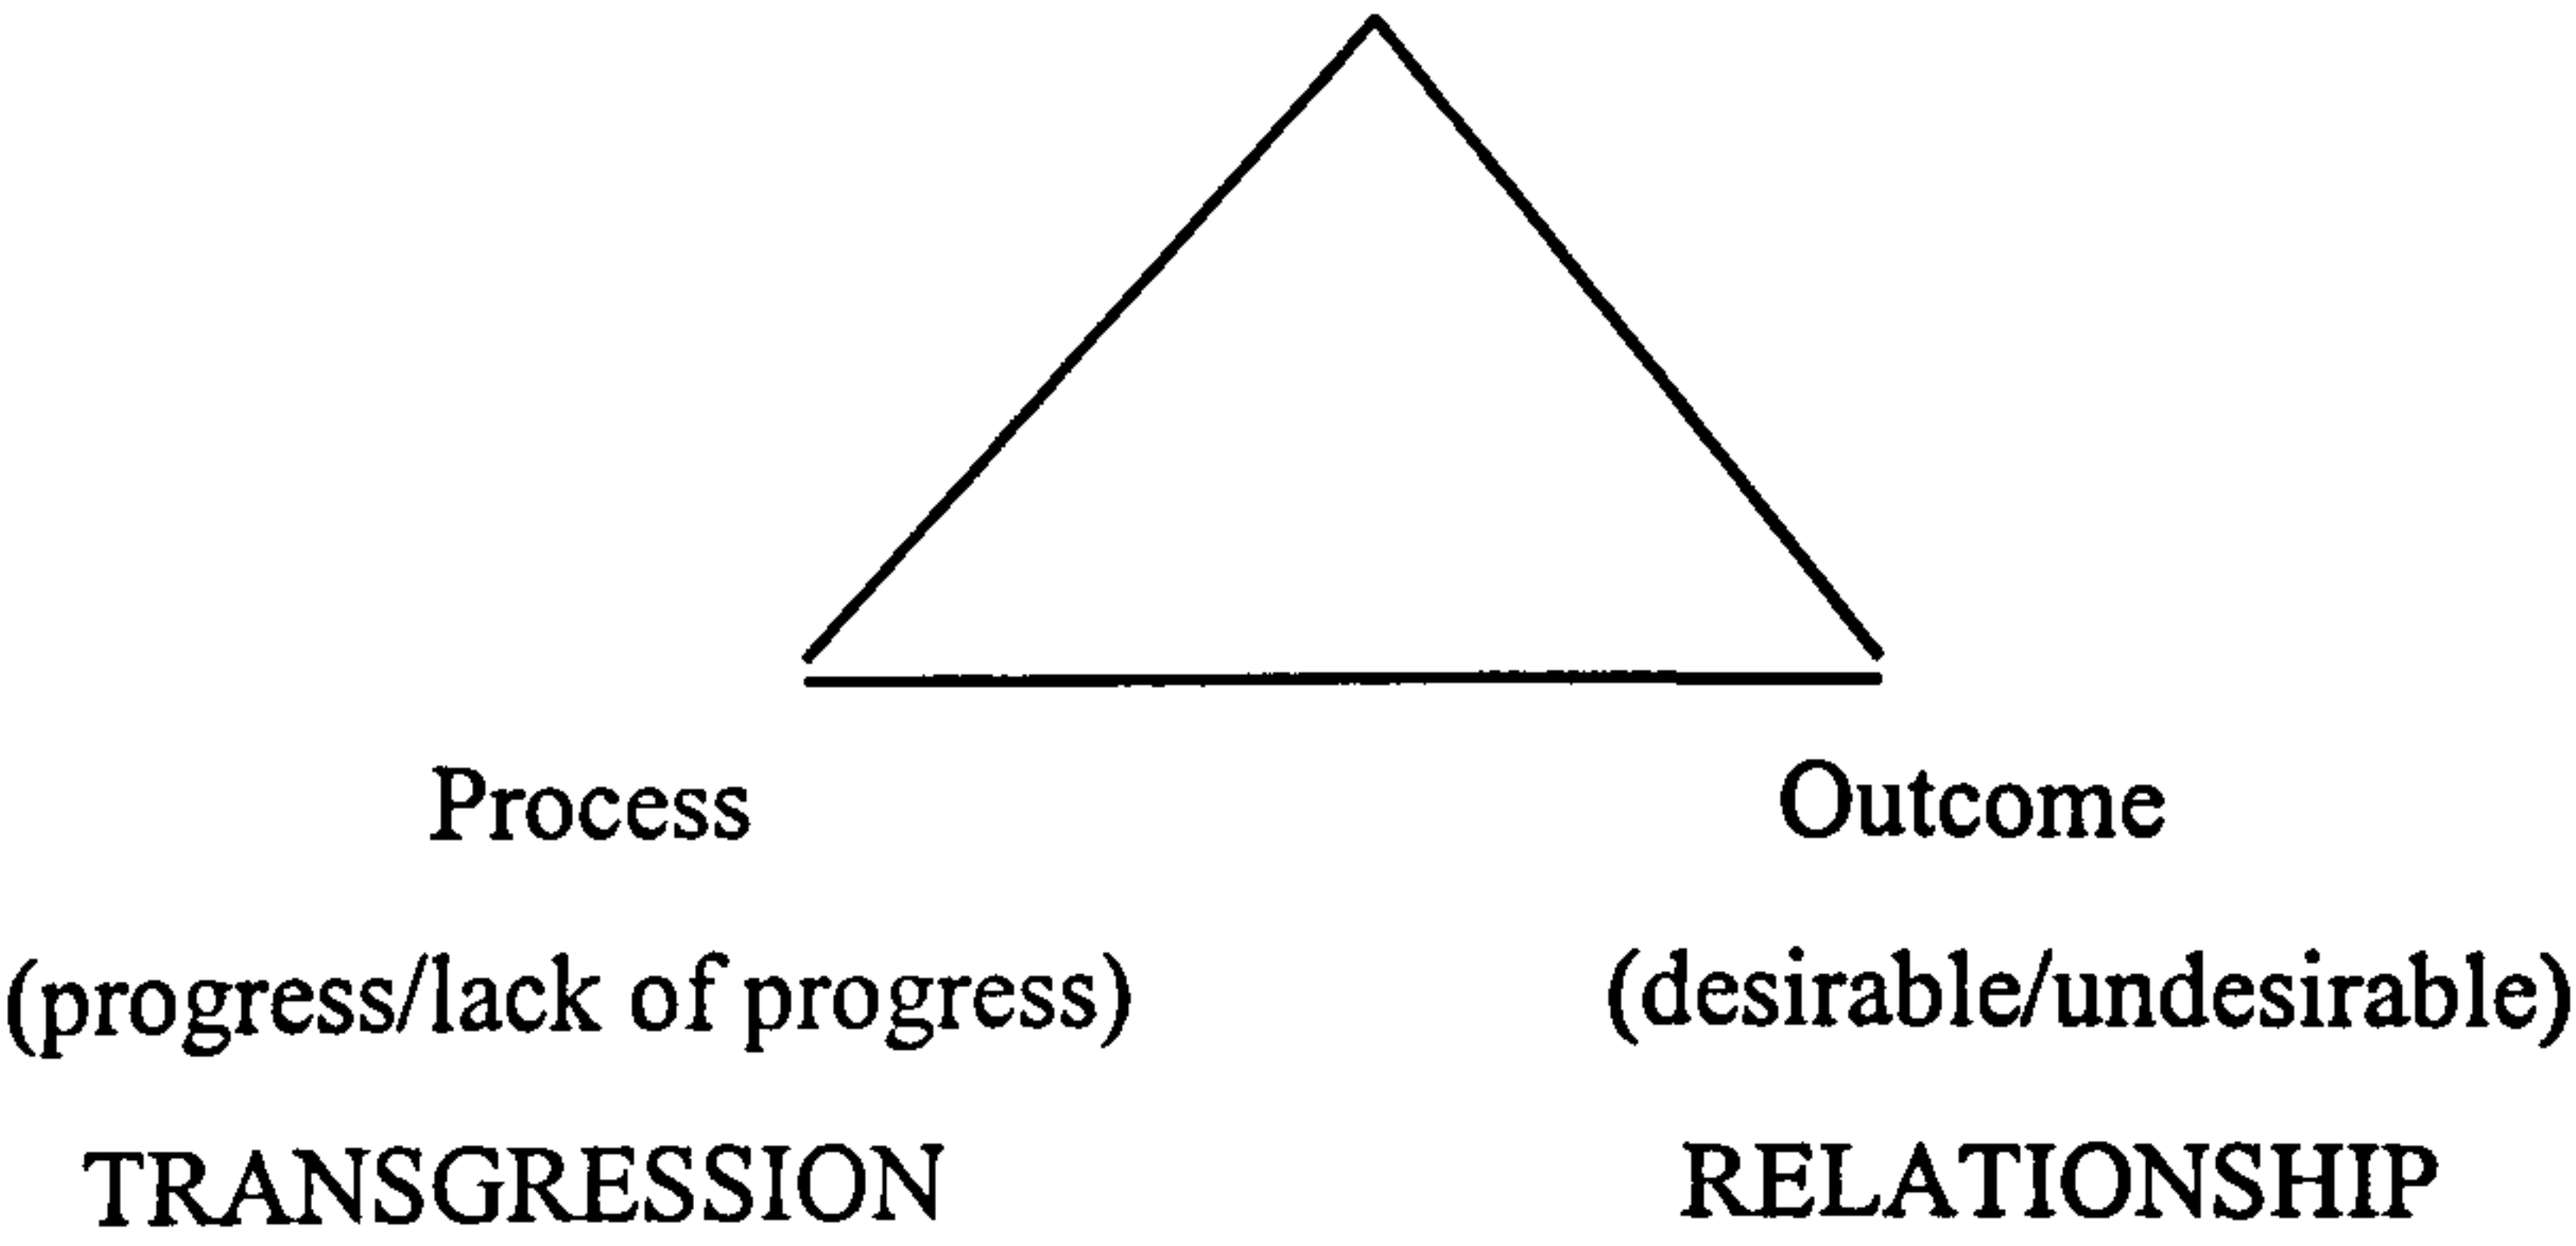 Process Outcome
(progress/lack of progress) (desirable/undesirable)
TRANSGRESSION RELATIONSHIP